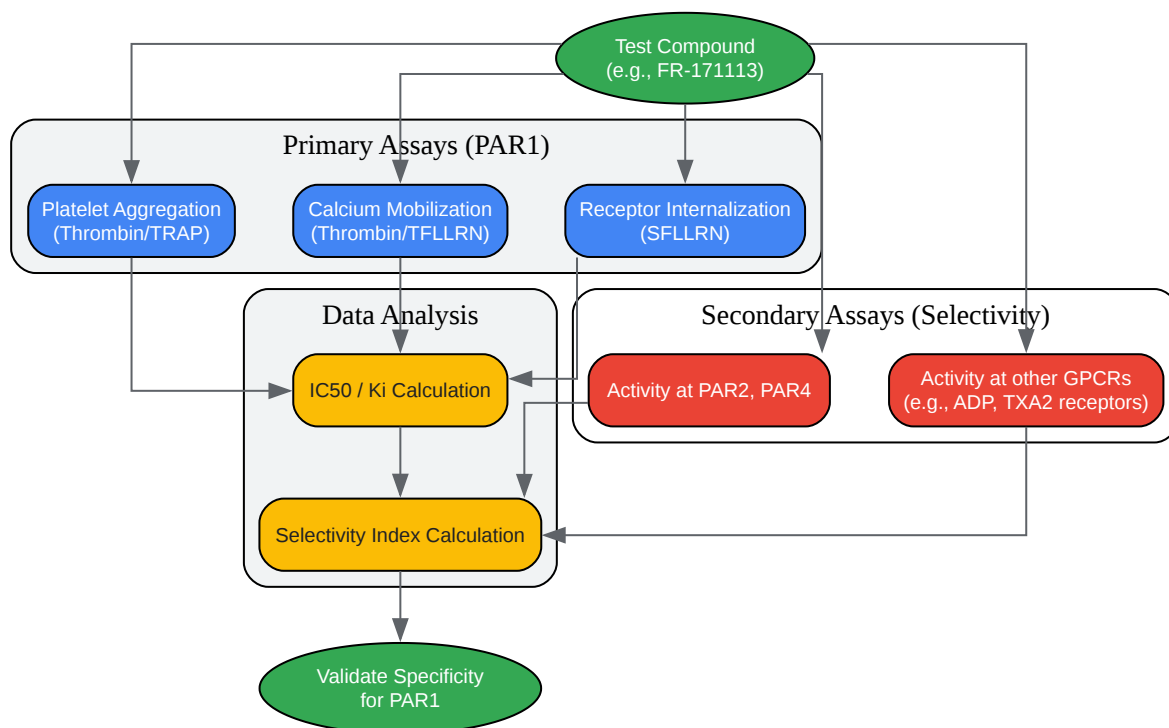 Test Compound
(e.g., FR-171113)
Primary Assays (PAR1)
Platelet Aggregation
(Thrombin/TRAP)
Calcium Mobilization
(Thrombin/TFLLRN)
Receptor Internalization
(SFLLRN)
Data Analysis
Secondary Assays (Selectivity)
IC50 / Ki Calculation
Activity at PAR2, PAR4
Activity at other GPCRs
(e.g., ADP, TXA2 receptors)
Selectivity Index Calculation
Validate Specificity
for PAR1